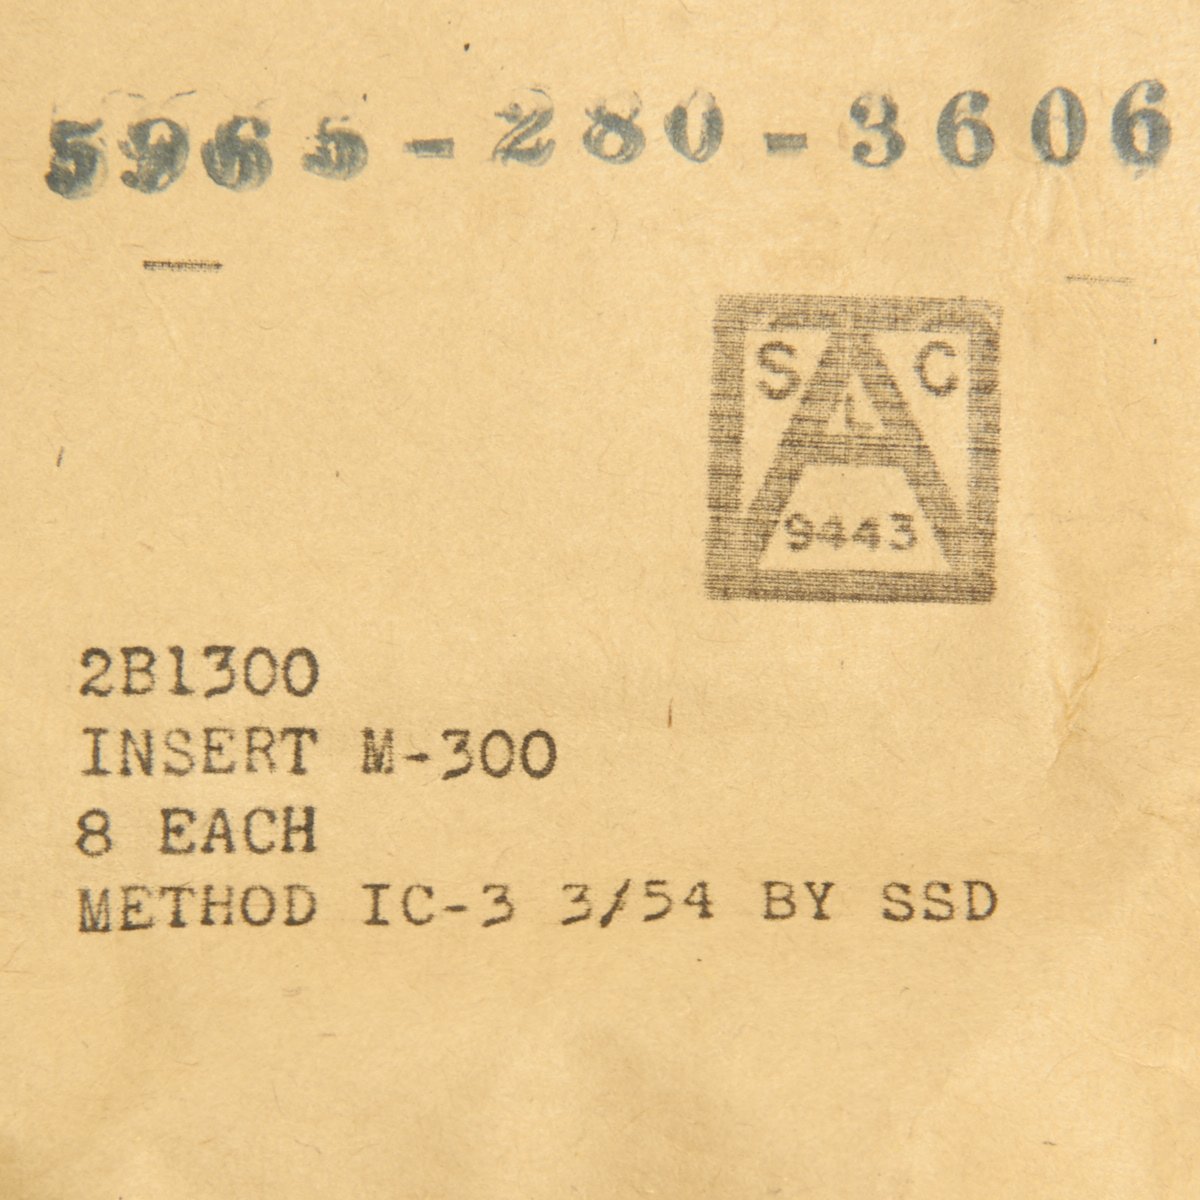 5965-280-3606
S A C
L
9443
2B1300
INSERT M-300
8 EACH
METHOD IC-3 3/54 BY SSD